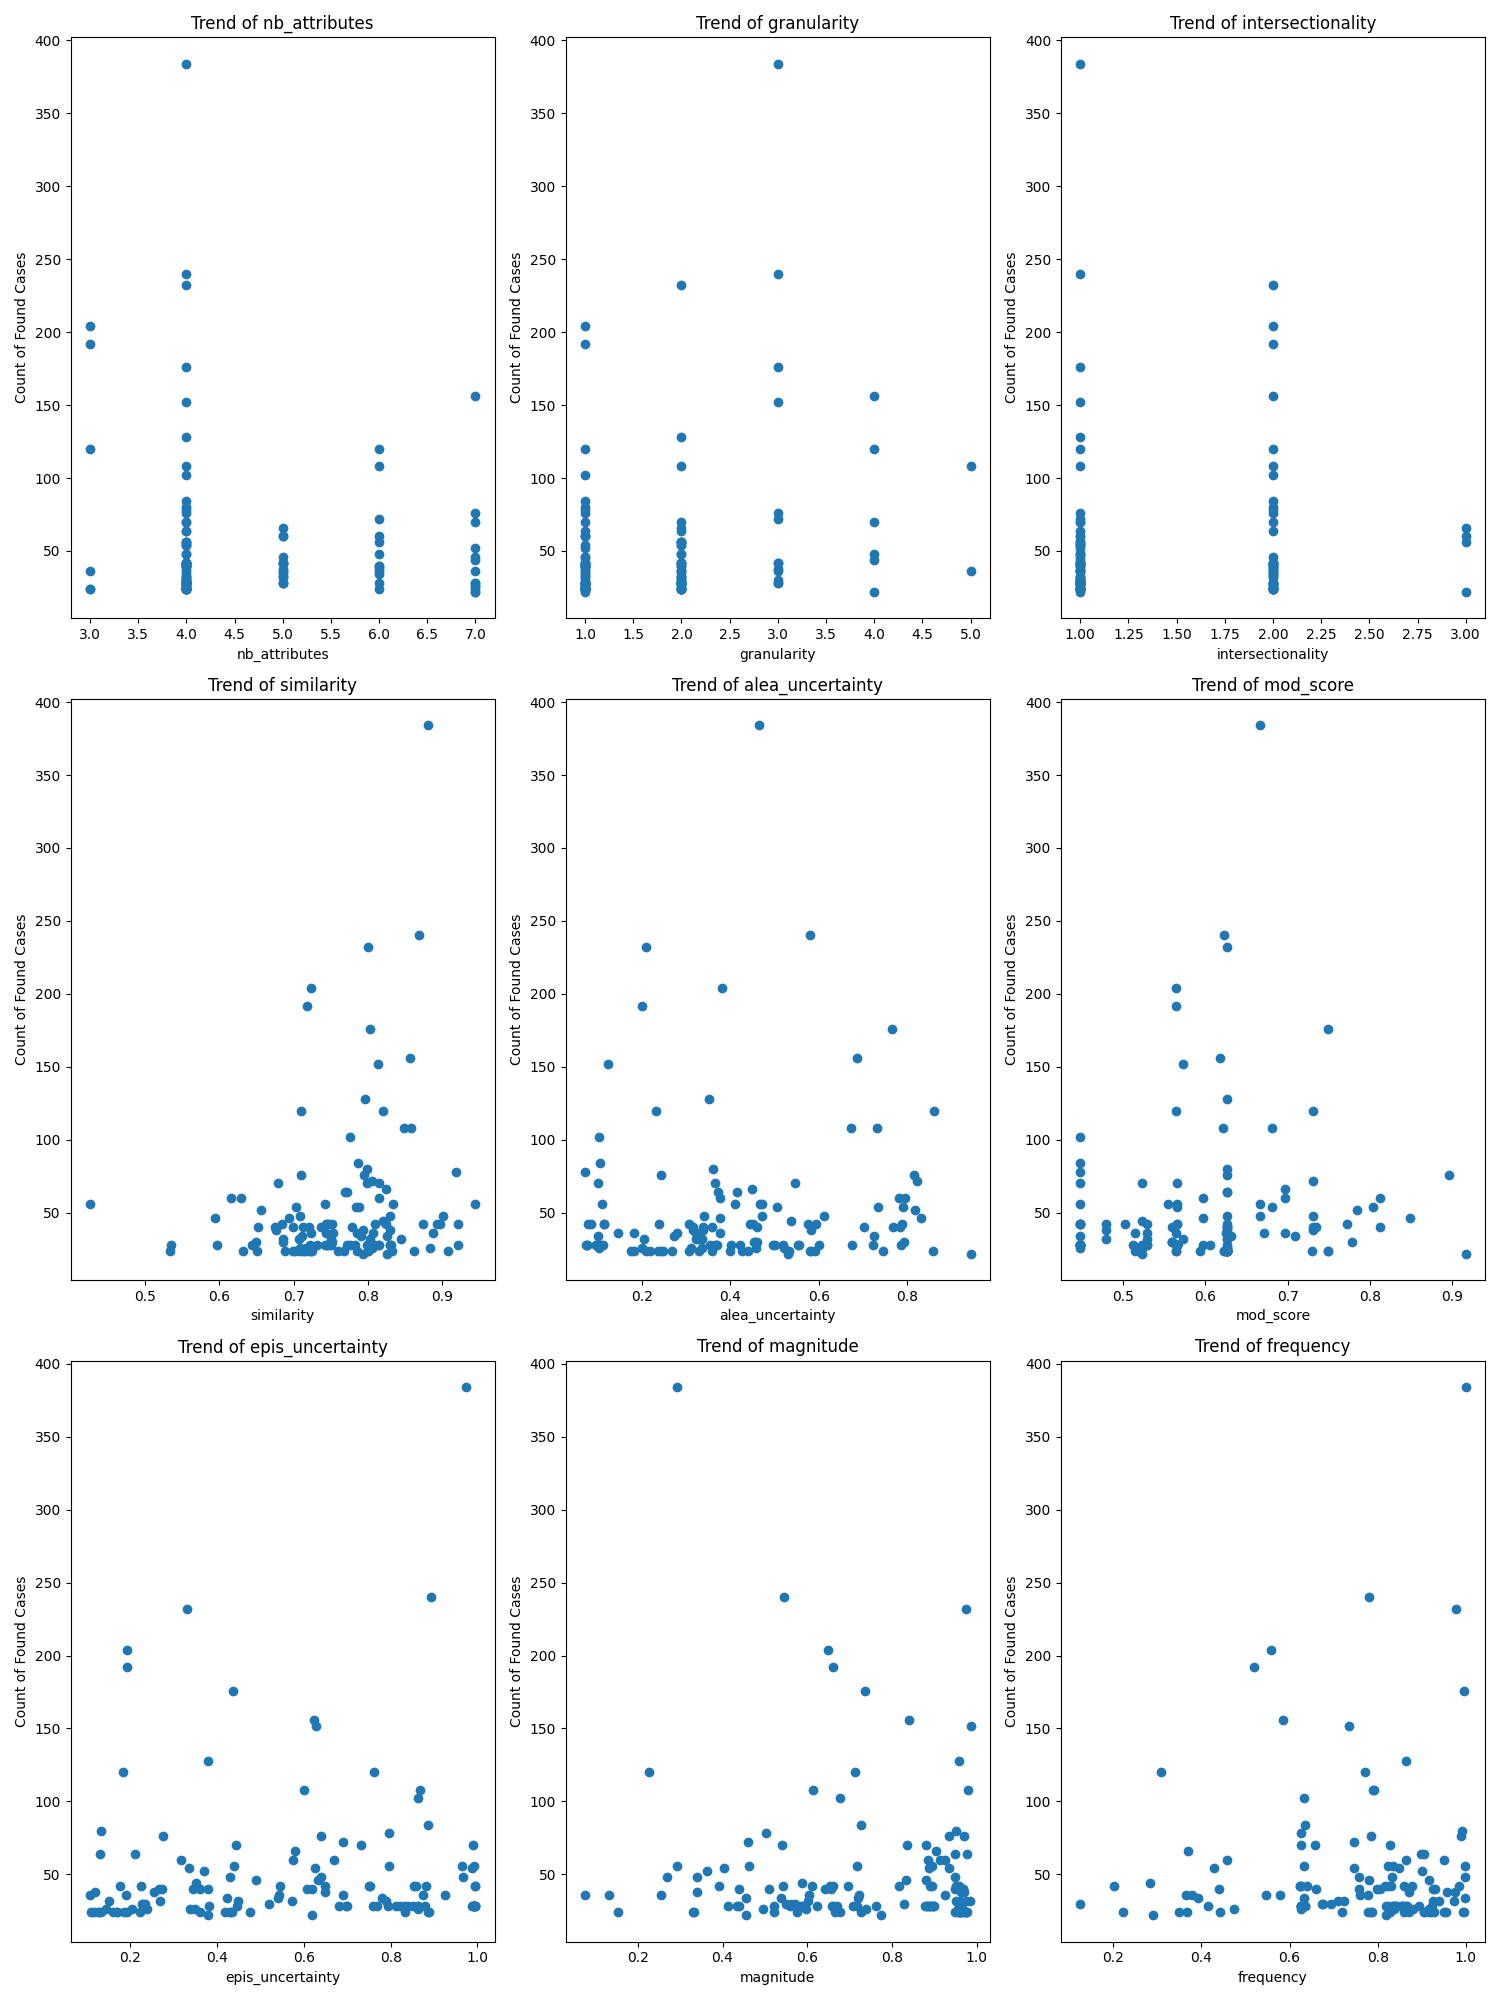 Trend of nb_attributes
Count of Found Cases
400
350
300
250
200
150
100
50
3.0 3.5 4.0 4.5 5.0 5.5 6.0 6.5 7.0
nb_attributes
Trend of granularity
Count of Found Cases
400
350
300
250
200
150
100
50
1.0 1.5 2.0 2.5 3.0 3.5 4.0 4.5 5.0
granularity
Trend of intersectionality
Count of Found Cases
400
350
300
250
200
150
100
50
1.00 1.25 1.50 1.75 2.00 2.25 2.50 2.75 3.00
intersectionality
Trend of similarity
Count of Found Cases
400
350
300
250
200
150
100
50
0.5 0.6 0.7 0.8 0.9
similarity
Trend of alea_uncertainty
Count of Found Cases
400
350
300
250
200
150
100
50
0.2 0.4 0.6 0.8
alea_uncertainty
Trend of mod_score
Count of Found Cases
400
350
300
250
200
150
100
50
0.5 0.6 0.7 0.8 0.9
mod_score
Trend of epis_uncertainty
Count of Found Cases
400
350
300
250
200
150
100
50
0.2 0.4 0.6 0.8 1.0
epis_uncertainty
Trend of magnitude
Count of Found Cases
400
350
300
250
200
150
100
50
0.2 0.4 0.6 0.8 1.0
magnitude
Trend of frequency
Count of Found Cases
400
350
300
250
200
150
100
50
0.2 0.4 0.6 0.8 1.0
frequency